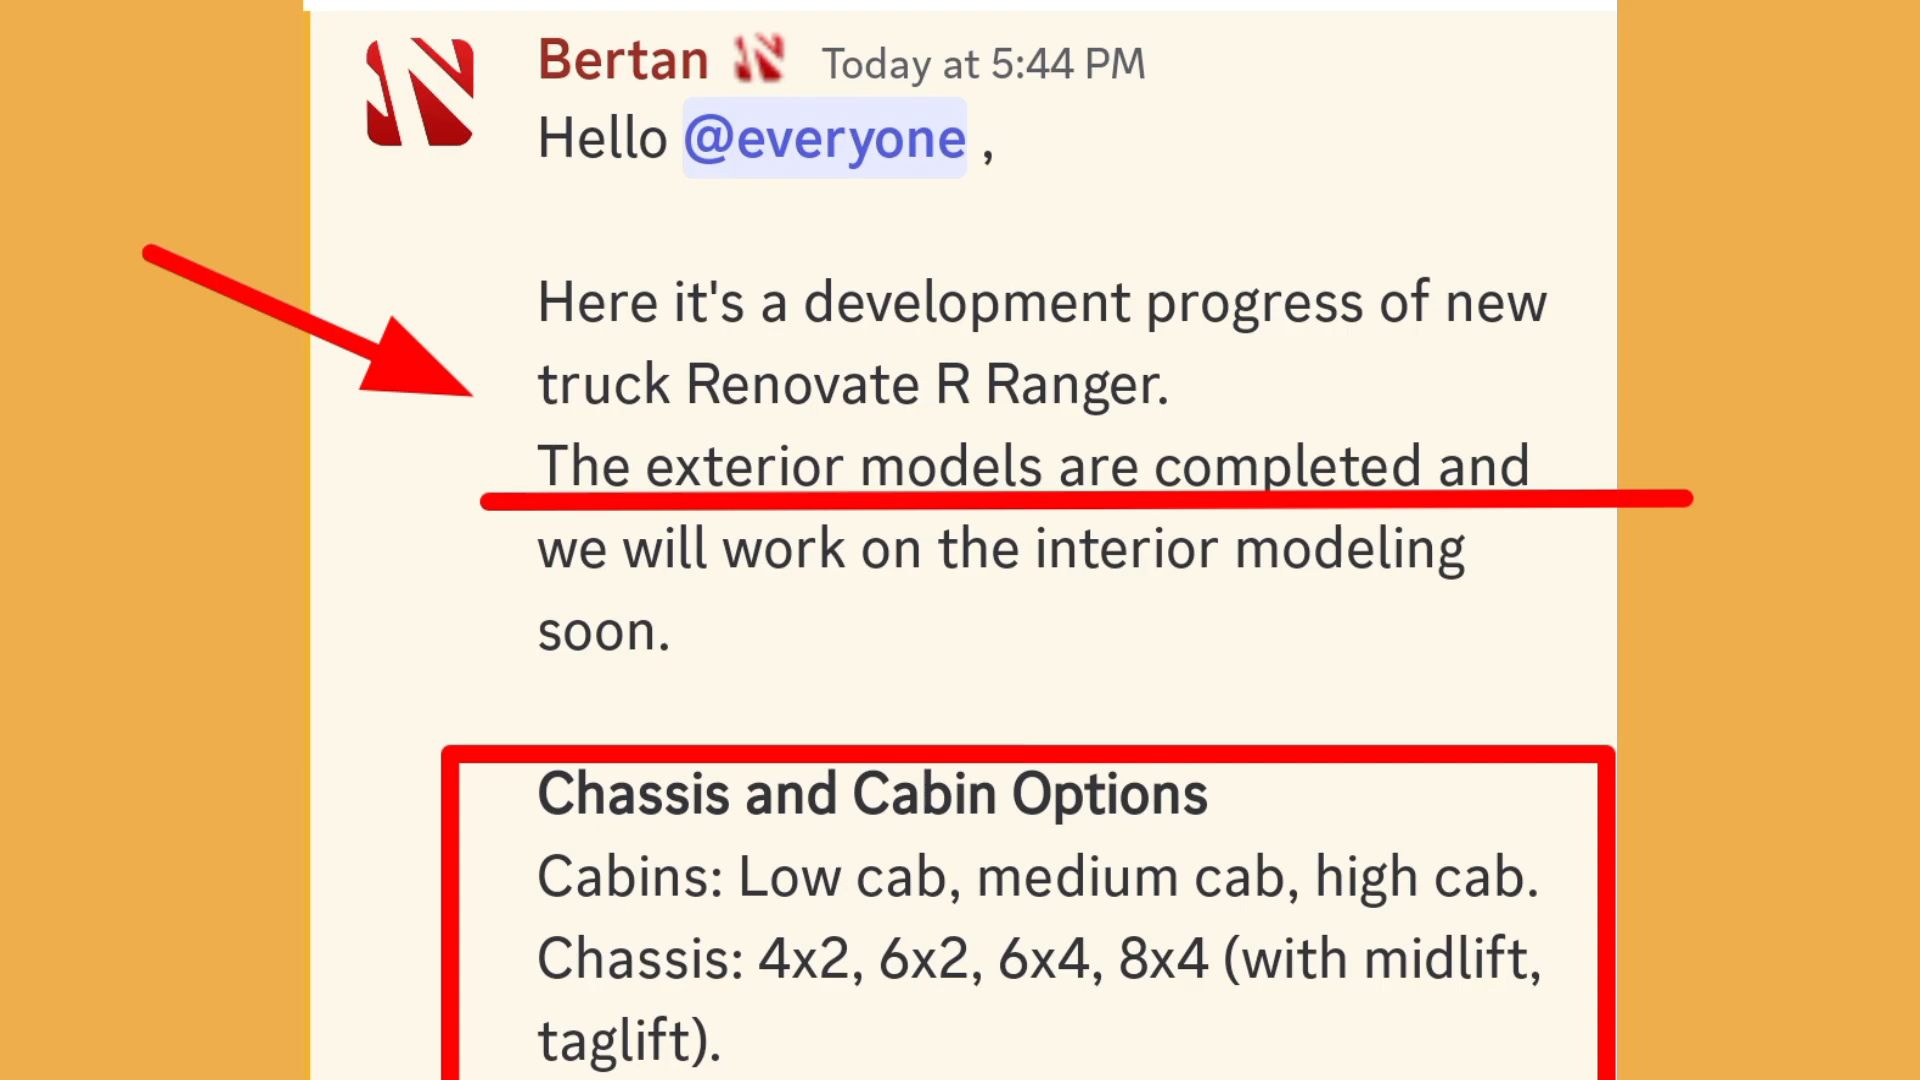 Bertan Today at 5:44 PM
Hello @everyone ,
Here it's a development progress of new
truck Renovate R Ranger.
The exterior models are completed and
we will work on the interior modeling
soon.
Chassis and Cabin Options
Cabins: Low cab, medium cab, high cab.
Chassis: 4x2, 6x2, 6x4, 8x4 (with midlift,
taglift).